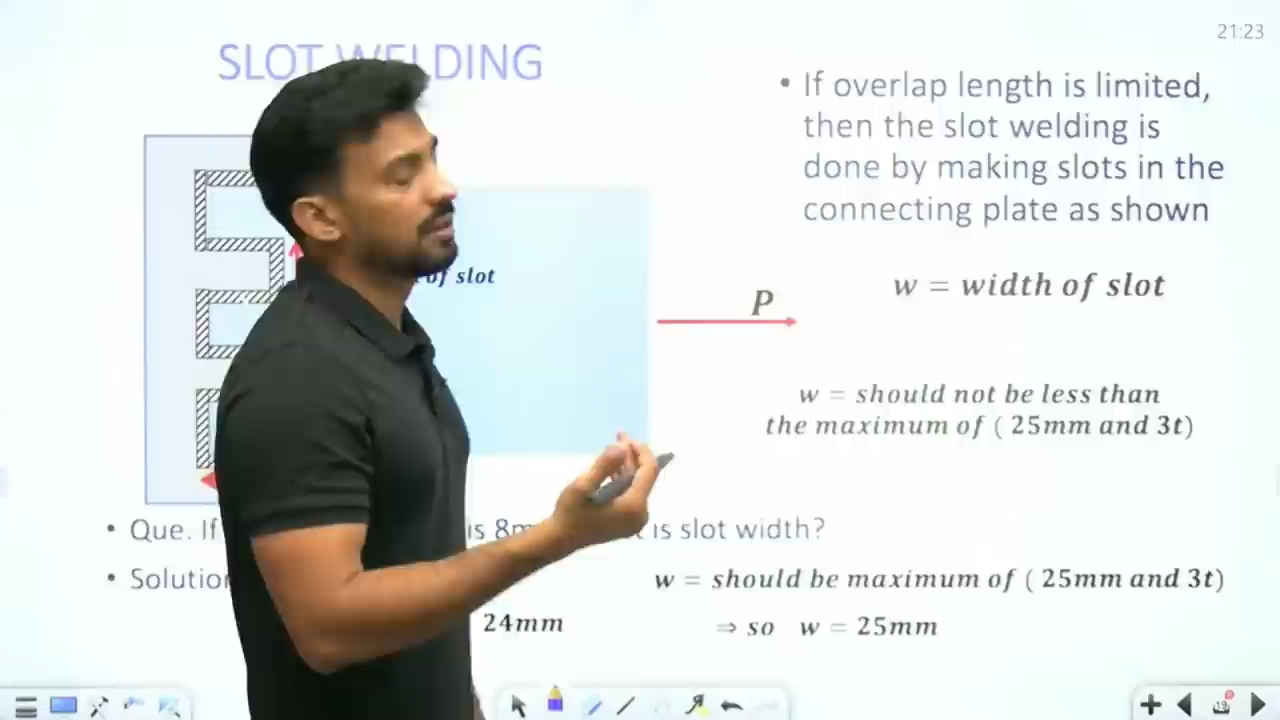 21:23
SLOT WELDING
• If overlap length is limited,
then the slot welding is
done by making slots in the
connecting plate as shown
of slot
w = width of slot
P
w = should not be less than
the maximum of ( 25mm and 3t)
• Que. If is slot width?
• Solution
w = should be maximum of ( 25mm and 3t)
24mm
⇒ so w = 25mm
19